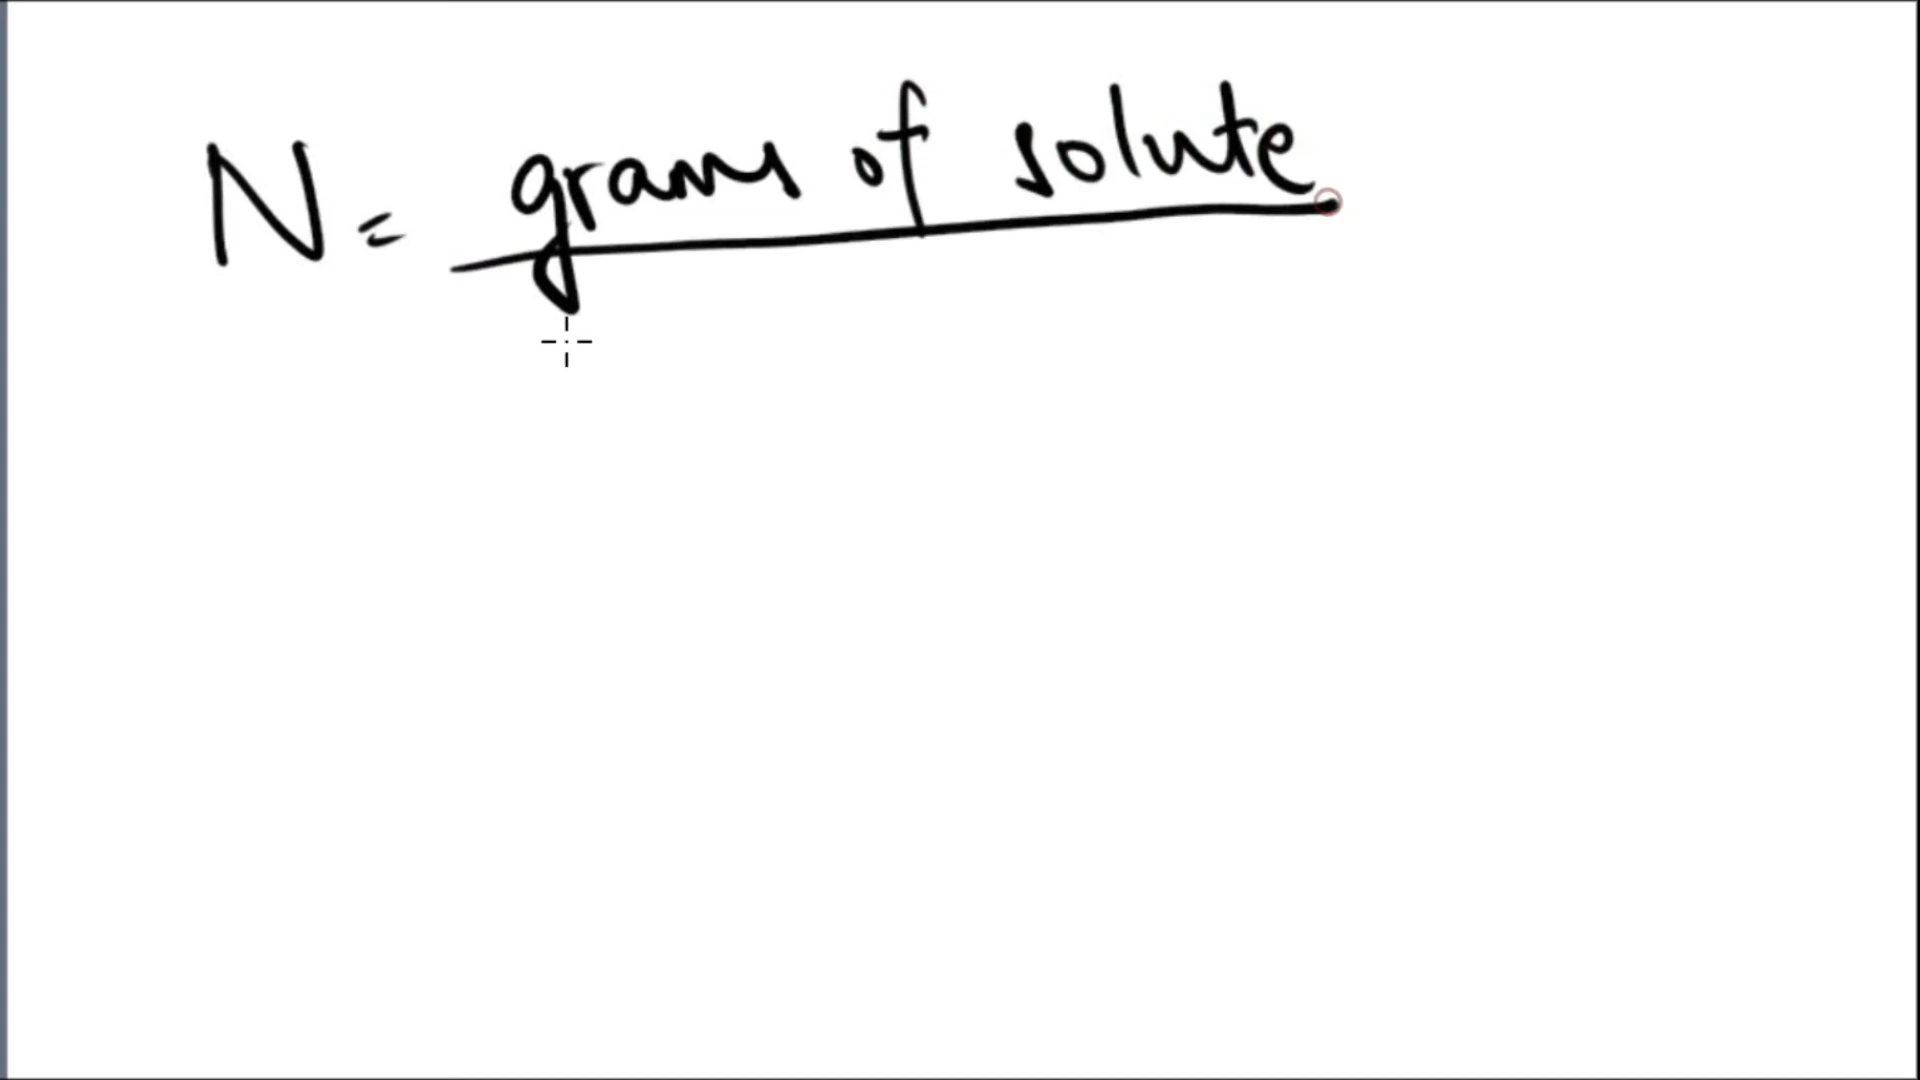 N = grams of solute